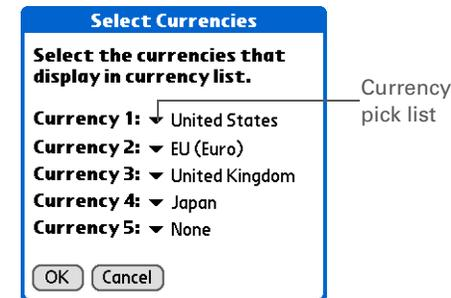 Select Currencies
Select the currencies that
display in currency list.
Currency 1: United States
Currency 2: EU (Euro)
Currency 3: United Kingdom
Currency 4: Japan
Currency 5: None
OK Cancel
Currency
pick list